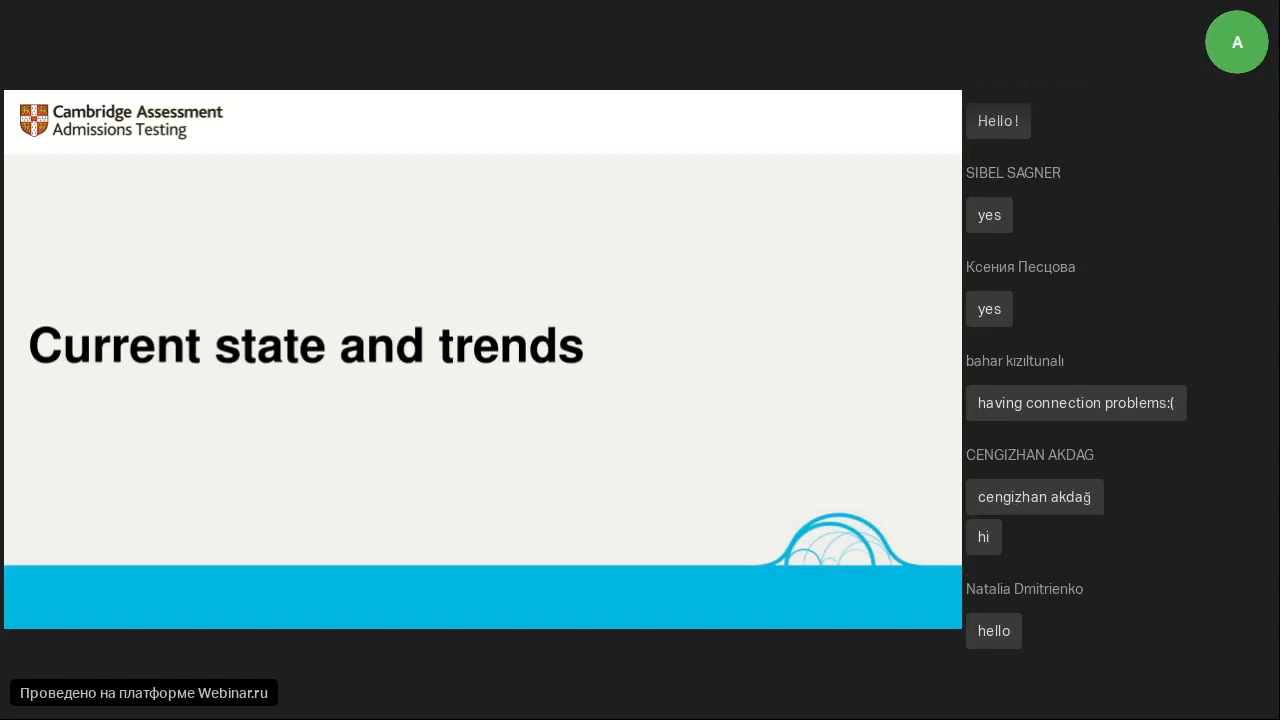 A
Cambridge Assessment
Admissions Testing
Current state and trends
Hello !
SIBEL SAGNER
yes
Ксения Песцова
yes
bahar kızıltunalı
having connection problems:(
CENGIZHAN AKDAG
cengizhan akdağ
hi
Natalia Dmitrienko
hello
Проведено на платформе Webinar.ru